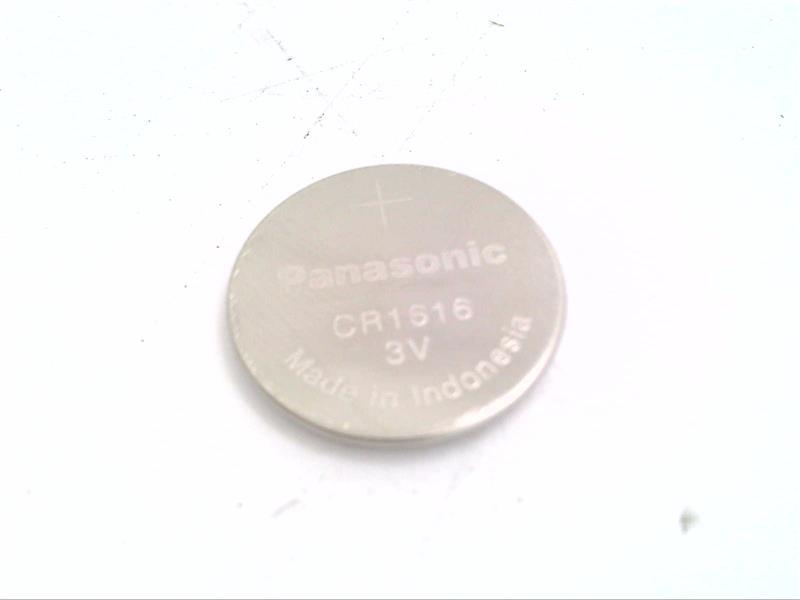 +
Panasonic
CR1616
3V
Made in Indonesia